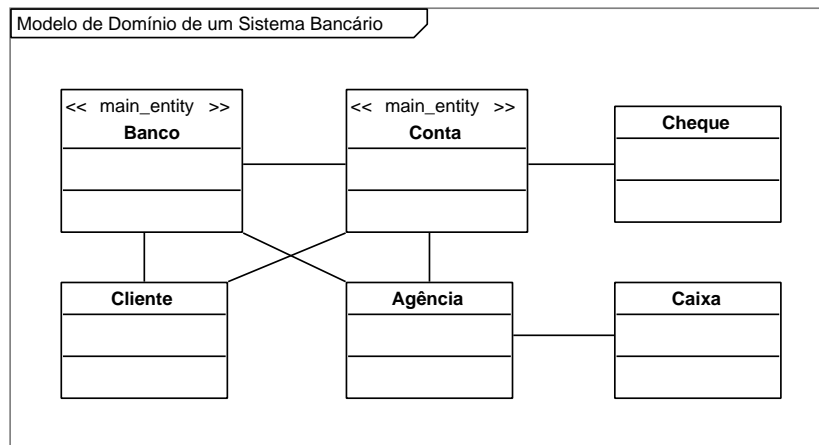 Modelo de Domínio de um Sistema Bancário
<< main_entity >>
Banco
<< main_entity >>
Conta
Cheque
Cliente
Agência
Caixa